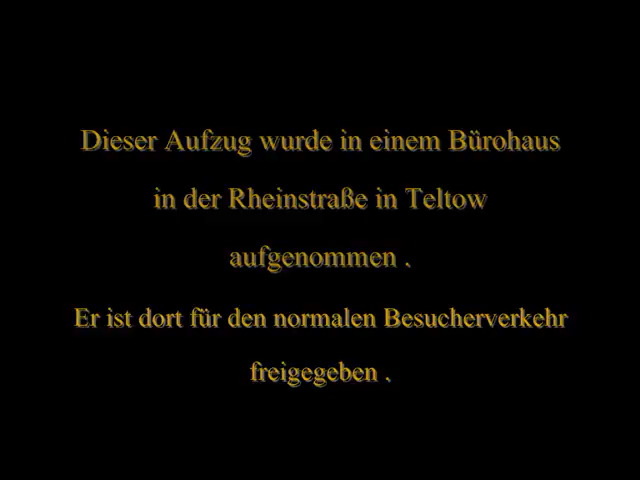 Dieser Aufzug wurde in einem Bürohaus
in der Rheinstraße in Teltow
aufgenommen .
Er ist dort für den normalen Besucherverkehr
freigegeben .